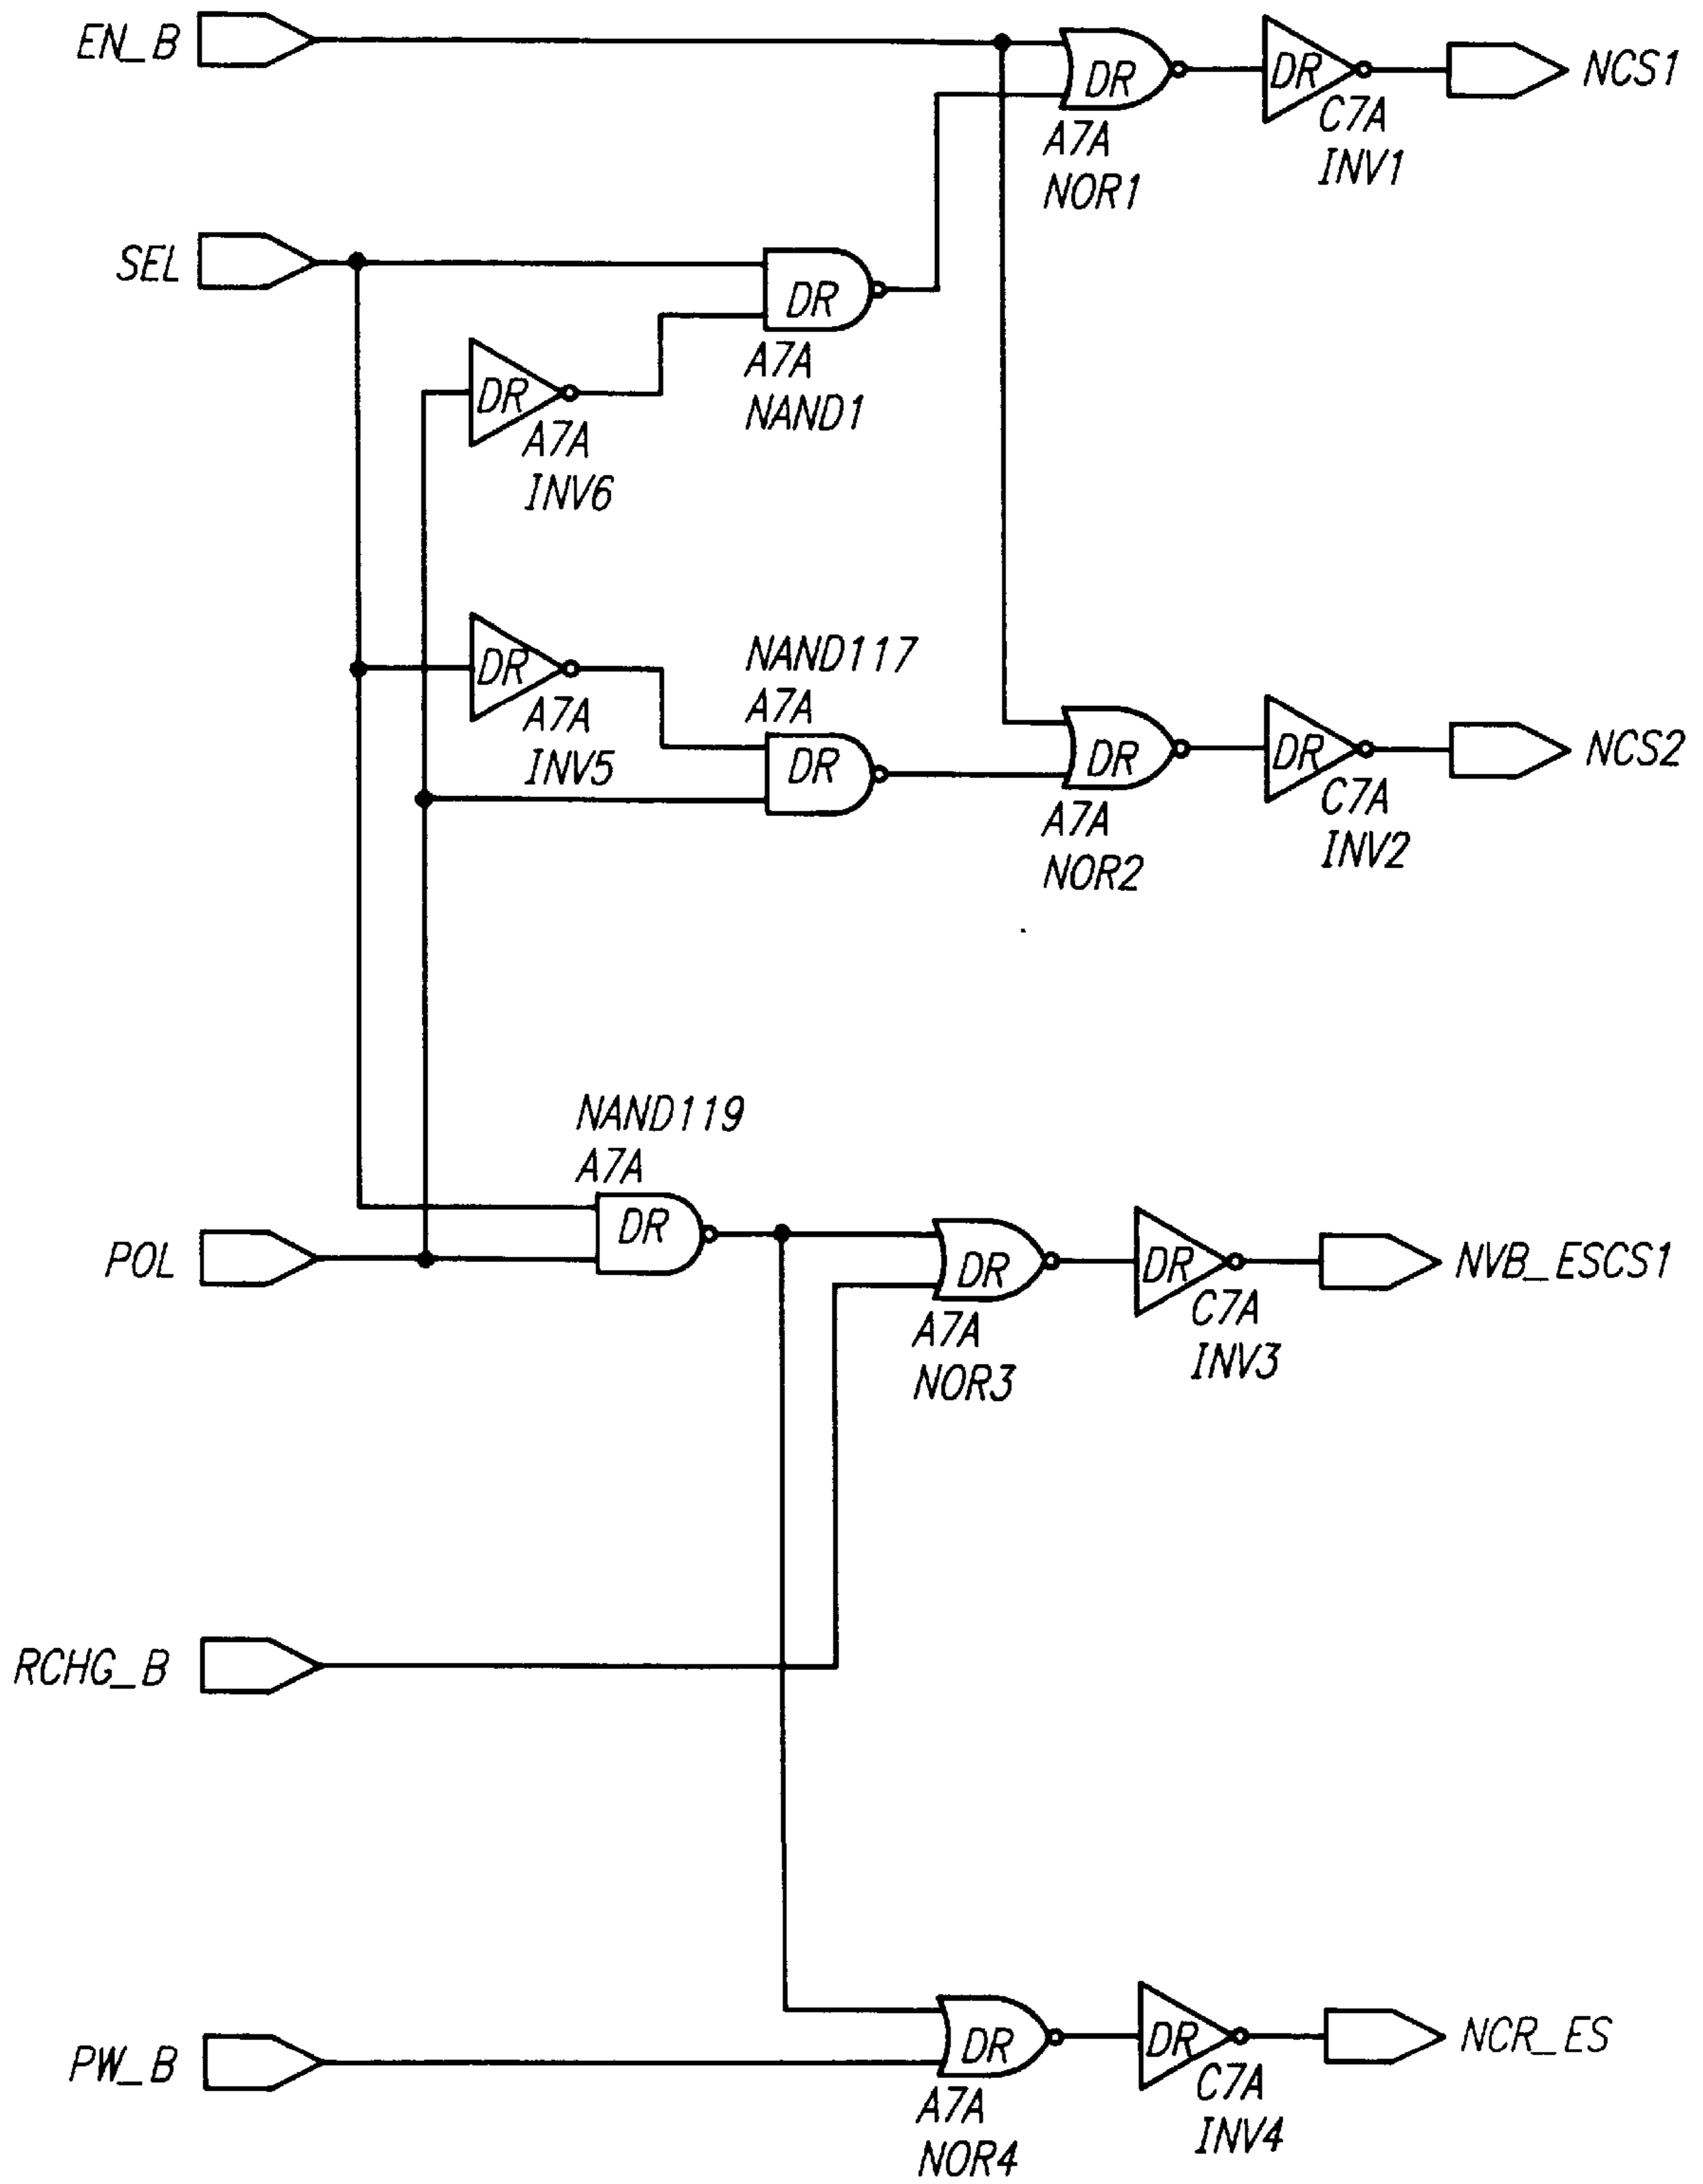 EN_B
DR
A7A
NOR1
DR
C7A
INV1
NCS1
SEL
DR
A7A
NAND1
DR
A7A
INV6
DR
A7A
INV5
NAND117
A7A
DR
DR
A7A
NOR2
DR
C7A
INV2
NCS2
NAND119
A7A
DR
POL
DR
A7A
NOR3
DR
C7A
INV3
NVB_ESCS1
RCHG_B
PW_B
DR
A7A
NOR4
DR
C7A
INV4
NCR_ES